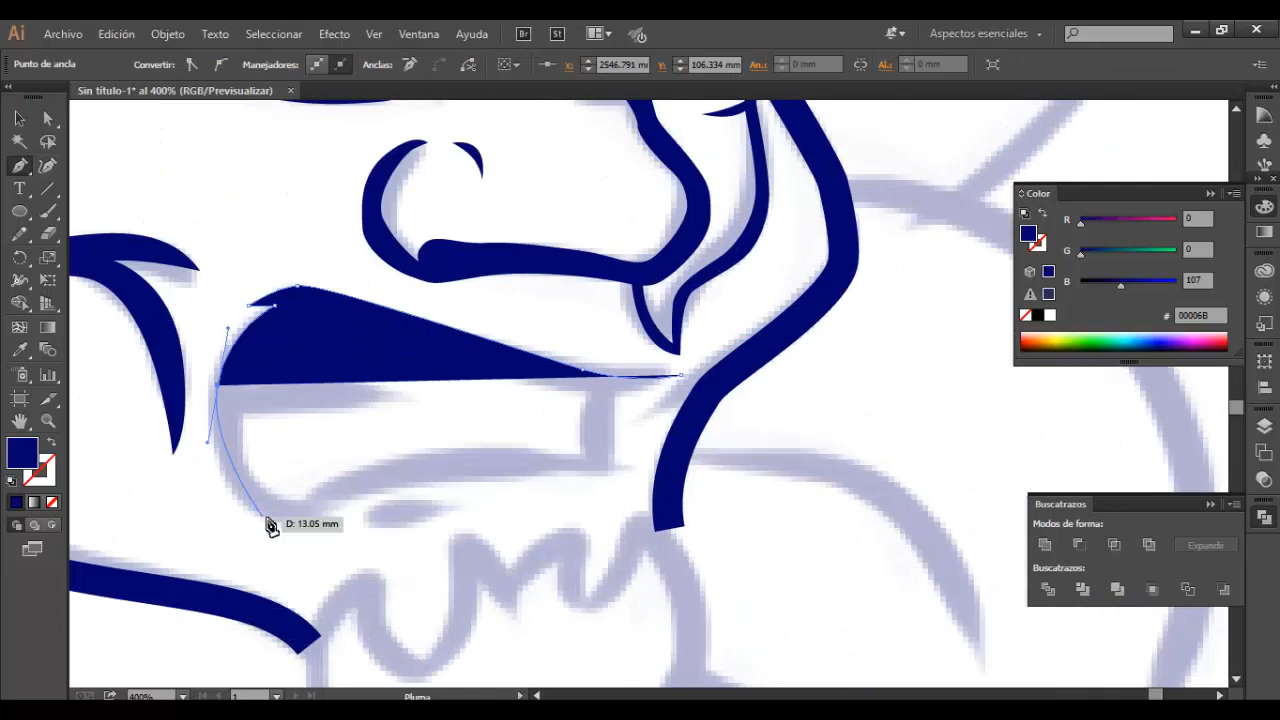 Ai Archivo Edición Objeto Texto Seleccionar Efecto Ver Ventana Ayuda Br St Aspectos esenciales
Punto de ancla Convertir: Manejadores: Anclas: X: 2546.791 Y: 106.334 mm An.: 0 mm Al.: 0 mm
Sin título-1* al 400% (RGB/Previsualizar)
Color
R 0
G 0
B 107
# 00006B
D: 13.05 mm
Buscatrazos
Modos de forma:
Expandir
Buscatrazos:
400% 1 Pluma